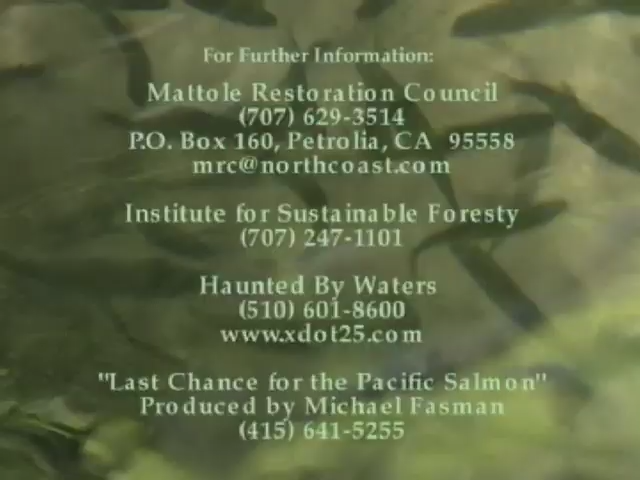 For Further Information:
Mattole Restoration Council
(707) 629-3514
P.O. Box 160, Petrolia, CA 95558
mrc@northcoast.com
Institute for Sustainable Foresty
(707) 247-1101
Haunted By Waters
(510) 601-8600
www.xdot25.com
"Last Chance for the Pacific Salmon"
Produced by Michael Fasman
(415) 641-5255